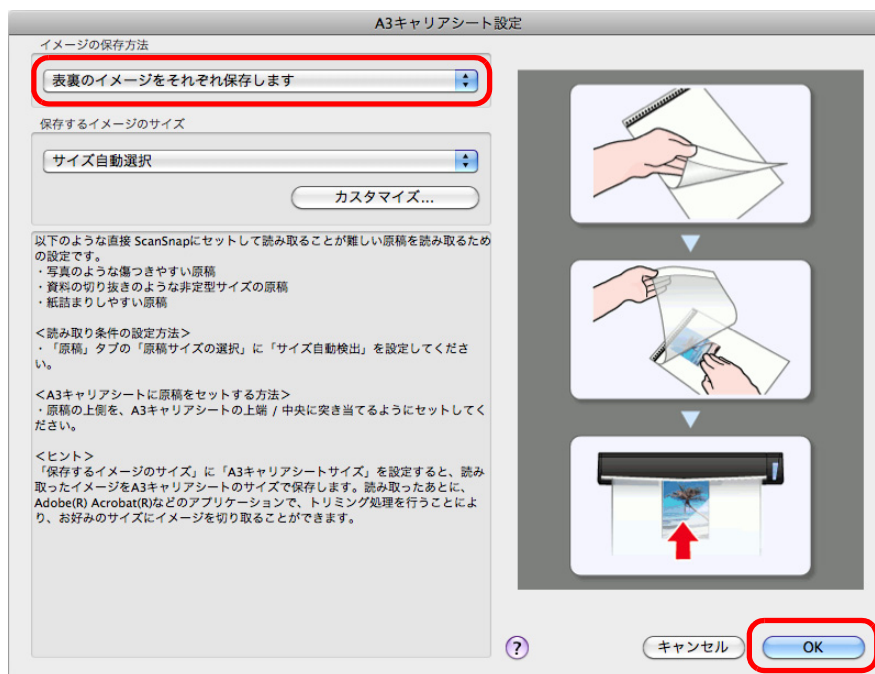 A3キャリアシート設定
イメージの保存方法
表裏のイメージをそれぞれ保存します
保存するイメージのサイズ
サイズ自動選択
カスタマイズ...
以下のような直接 ScanSnapにセットして読み取ることが難しい原稿を読み取るため
の設定です。
・写真のような傷つきやすい原稿
・資料の切り抜きのような非定型サイズの原稿
・紙詰まりしやすい原稿
＜読み取り条件の設定方法＞
・「原稿」タブの「原稿サイズの選択」に「サイズ自動検出」を設定してくださ
い。
＜A3キャリアシートに原稿をセットする方法＞
・原稿の上側を、A3キャリアシートの上端 / 中央に突き当てるようにセットしてく
ださい。
＜ヒント＞
「保存するイメージのサイズ」に「A3キャリアシートサイズ」を設定すると、読み
取ったイメージをA3キャリアシートのサイズで保存します。読み取ったあとに、
Adobe(R) Acrobat(R)などのアプリケーションで、トリミング処理を行うことによ
り、お好みのサイズにイメージを切り取ることができます。
?
キャンセル
OK